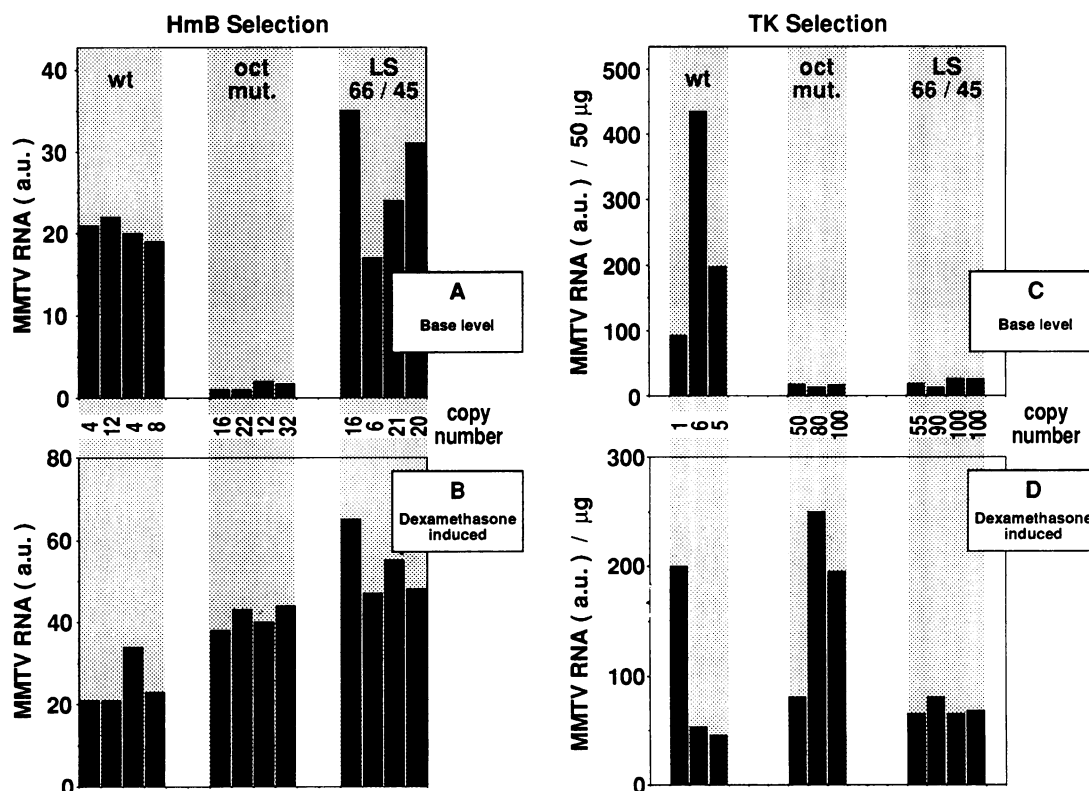 HmB Selection
MMTV RNA ( a.u. )
40
30
20
10
0
wt
oct
mut.
LS
66 / 45
A
Base level
4 12 4 8
16 22 12 32
16 6 21 20
copy
number
MMTV RNA ( a.u. )
80
60
40
20
0
B
Dexamethasone
induced
TK Selection
MMTV RNA ( a.u. ) / 50 µg
500
400
300
200
100
0
wt
oct
mut.
LS
66 / 45
C
Base level
copy
number
1 6 5
50 80 100
55 90 100 100
MMTV RNA ( a.u. ) / µg
300
200
100
0
D
Dexamethasone
induced